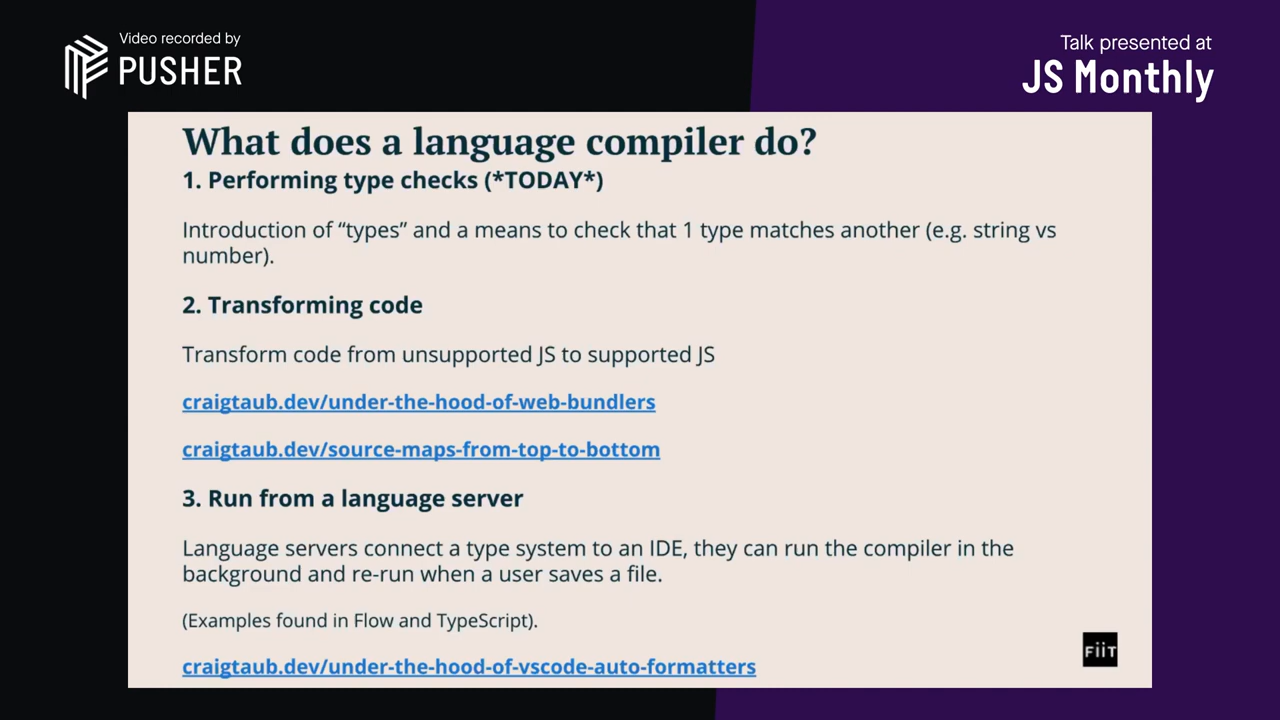 Video recorded by
PUSHER
Talk presented at
JS Monthly
What does a language compiler do?
1. Performing type checks (*TODAY*)
Introduction of “types” and a means to check that 1 type matches another (e.g. string vs
number).
2. Transforming code
Transform code from unsupported JS to supported JS
craigtaub.dev/under-the-hood-of-web-bundlers
craigtaub.dev/source-maps-from-top-to-bottom
3. Run from a language server
Language servers connect a type system to an IDE, they can run the compiler in the
background and re-run when a user saves a file.
(Examples found in Flow and TypeScript).
craigtaub.dev/under-the-hood-of-vscode-auto-formatters
FiiT